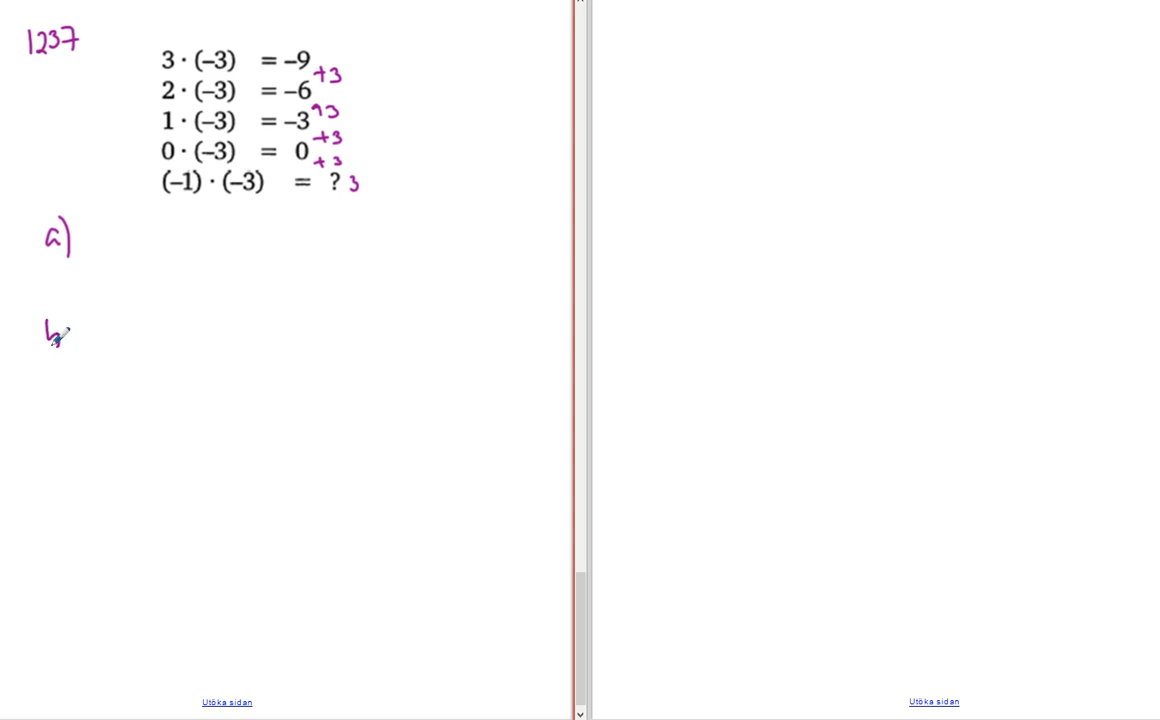 1237
3 · (–3) = –9
+3
2 · (–3) = –6
+3
1 · (–3) = –3
+3
0 · (–3) = 0
+3
(–1) · (–3) = ? 3
a)
b
Utöka sidan
Utöka sidan